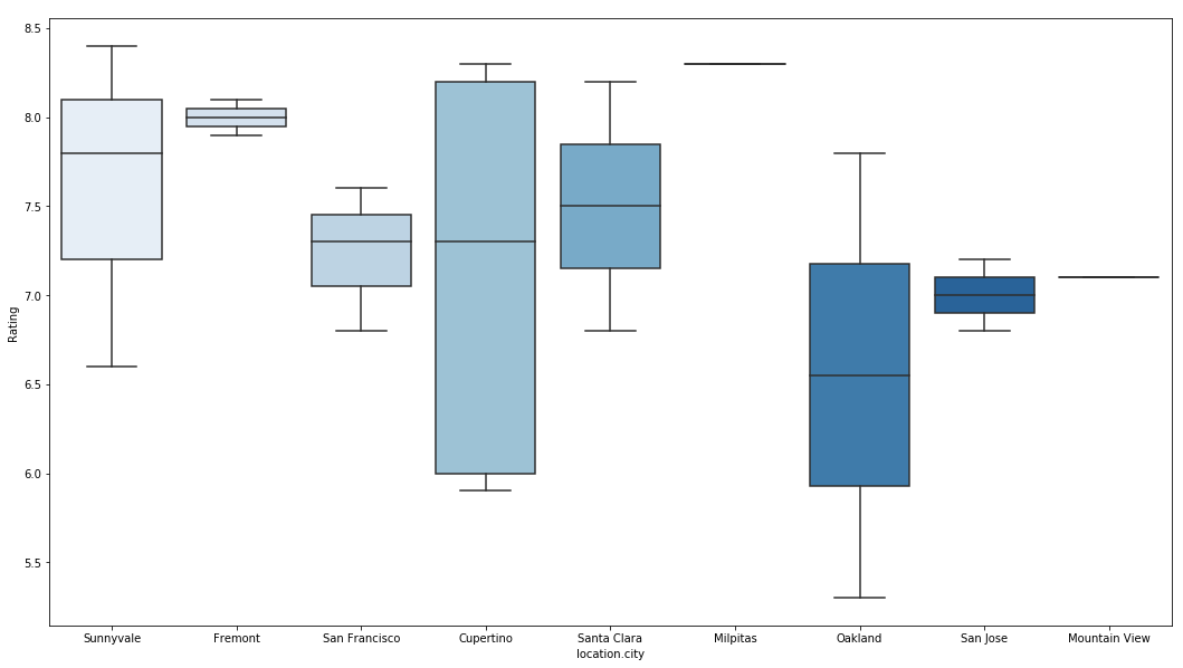 8.5
8.0
7.5
7.0
6.5
6.0
5.5
Rating
Sunnyvale Fremont San Francisco Cupertino Santa Clara Milpitas Oakland San Jose Mountain View
location.city